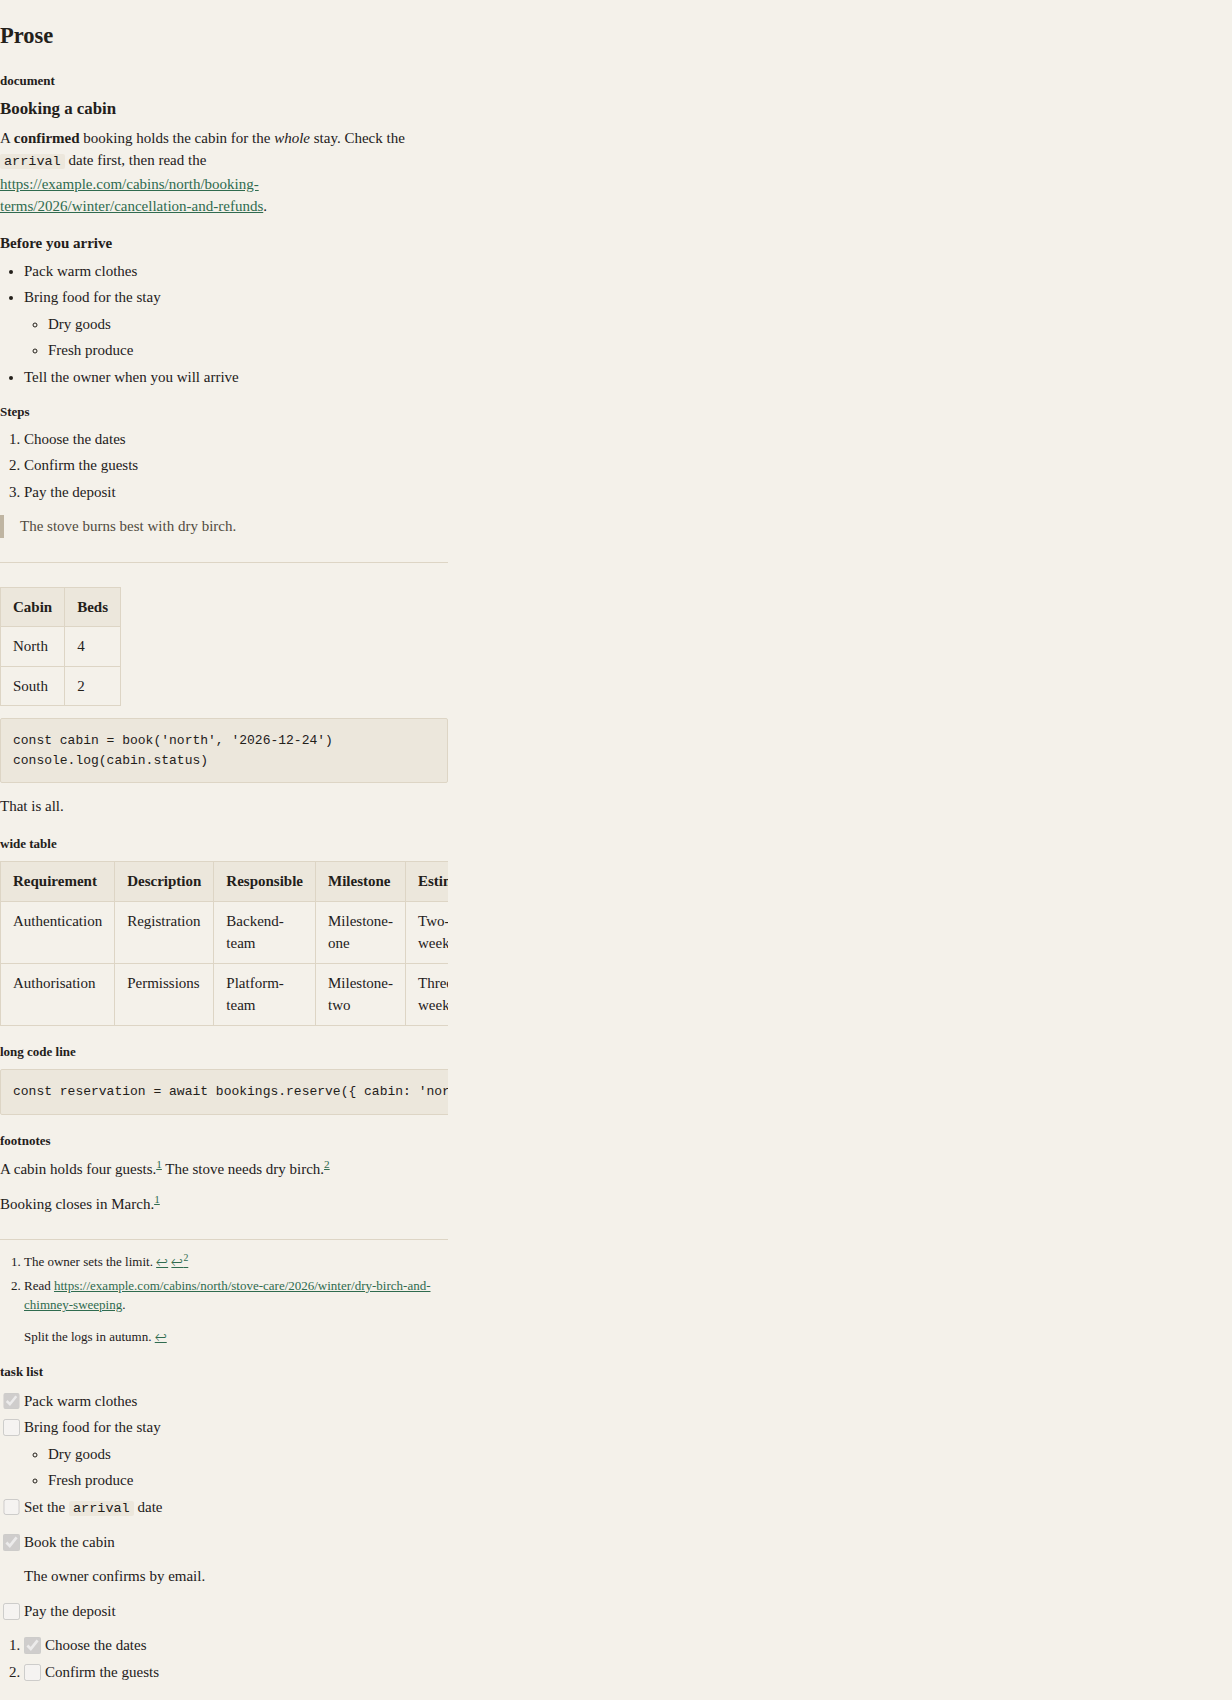 Prose
document
Booking a cabin
A confirmed booking holds the cabin for the whole stay. Check the
arrival date first, then read the
https://example.com/cabins/north/booking-
terms/2026/winter/cancellation-and-refunds.
Before you arrive
• Pack warm clothes
• Bring food for the stay
◦ Dry goods
◦ Fresh produce
• Tell the owner when you will arrive
Steps
1. Choose the dates
2. Confirm the guests
3. Pay the deposit
The stove burns best with dry birch.
Cabin Beds
North 4
South 2
const cabin = book('north', '2026-12-24')
console.log(cabin.status)
That is all.
wide table
Requirement Description Responsible Milestone
Authentication Registration Backend- Milestone- Two-
team one week
Authorisation Permissions Platform- Milestone-
team two week
long code line
const reservation = await bookings.reserve({ cabin: 'nor
footnotes
A cabin holds four guests.1 The stove needs dry birch.2
Booking closes in March.1
1. The owner sets the limit. ↩ ↩2
2. Read https://example.com/cabins/north/stove-care/2026/winter/dry-birch-and-
chimney-sweeping.
Split the logs in autumn. ↩
task list
Pack warm clothes
Bring food for the stay
◦ Dry goods
◦ Fresh produce
Set the arrival date
Book the cabin
The owner confirms by email.
Pay the deposit
1. Choose the dates
2. Confirm the guests